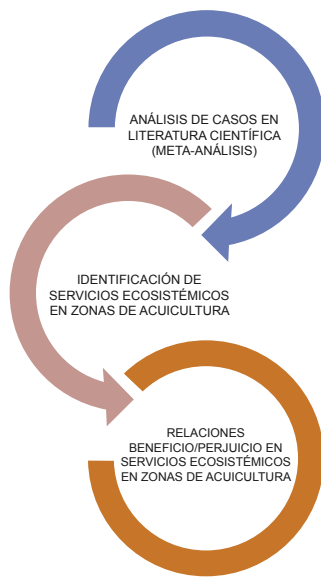 ANÁLISIS DE CASOS EN
LITERATURA CIENTÍFICA
(META-ANÁLISIS)
IDENTIFICACIÓN DE
SERVICIOS ECOSISTÉMICOS
EN ZONAS DE ACUICULTURA
RELACIONES
BENEFICIO/PERJUICIO EN
SERVICIOS ECOSISTÉMICOS
EN ZONAS DE ACUICULTURA